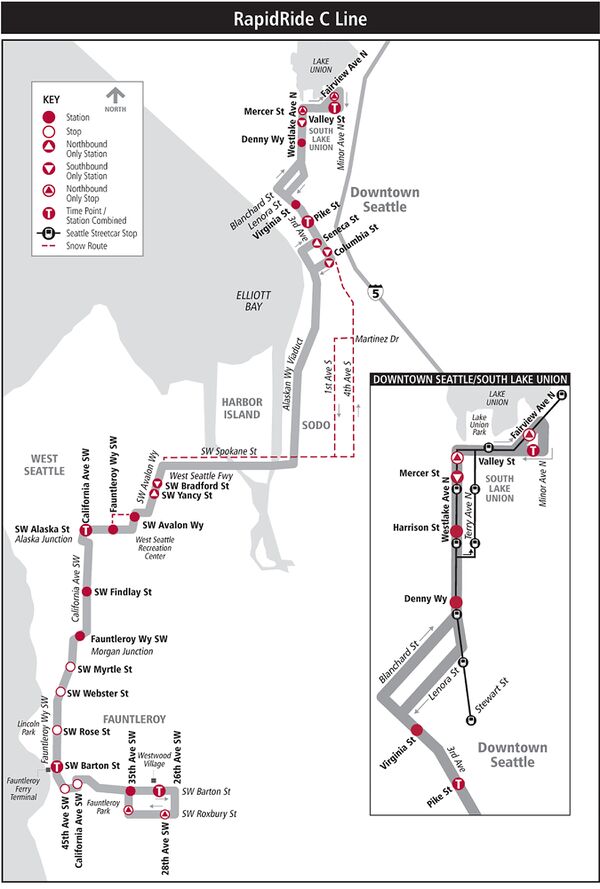 RapidRide C Line
KEY
NORTH
Station
Stop
Northbound
Only Station
Southbound
Only Station
Northbound
Only Stop
Time Point /
Station Combined
Seattle Streetcar Stop
Snow Route
LAKE
UNION
Fairview Ave N
Mercer St
Westlake Ave N
Valley St
SOUTH
LAKE
UNION
Minor Ave N
Denny Wy
Blanchard St
Lenora St
Virginia St
3rd Ave
Pike St
Seneca St
Columbia St
Downtown
Seattle
5
ELLIOTT
BAY
Alaskan Wy Viaduct
Martinez Dr
1st Ave S
4th Ave S
HARBOR
ISLAND
SODO
SW Spokane St
WEST
SEATTLE
California Ave SW
Fauntleroy Wy SW
SW Avalon Wy
West Seattle Fwy
SW Bradford St
SW Yancy St
SW Alaska St
Alaska Junction
SW Avalon Wy
West Seattle
Recreation
Center
California Ave SW
SW Findlay St
Fauntleroy Wy SW
Morgan Junction
SW Myrtle St
SW Webster St
Lincoln
Park
Fauntleroy Wy SW
SW Rose St
FAUNTLEROY
SW Barton St
Fauntleroy
Ferry
Terminal
45th Ave SW
California Ave SW
35th Ave SW
Westwood
Village
26th Ave SW
SW Barton St
Fauntleroy
Park
SW Roxbury St
28th Ave SW
DOWNTOWN SEATTLE/SOUTH LAKE UNION
LAKE
UNION
Lake
Union
Park
Fairview Ave N
Valley St
Mercer St
SOUTH
LAKE
UNION
Minor Ave N
Westlake Ave N
Terry Ave N
Harrison St
Denny Wy
Blanchard St
Lenora St
Stewart St
Virginia St
3rd Ave
Downtown
Seattle
Pike St